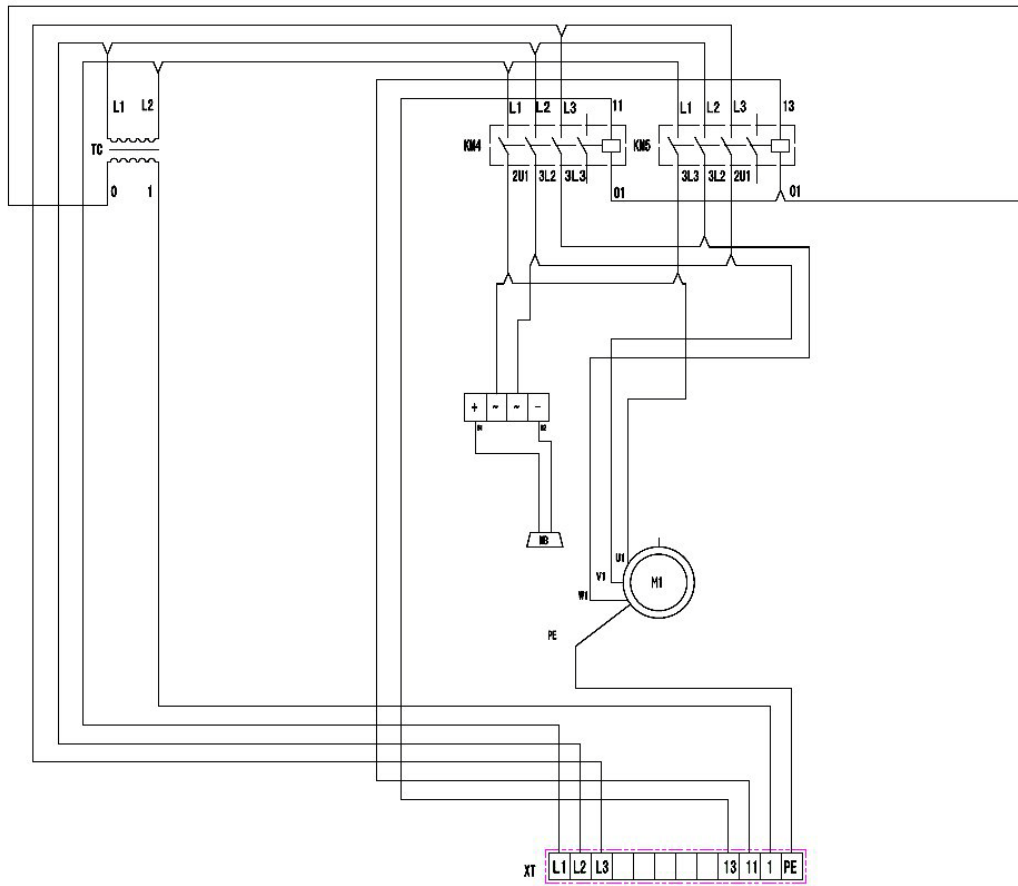 L1 L2 L3 11 L1 L2 L3 13
L1 L2
TC KM4 KM5
2U1 3L2 3L3 3L3 3L2 2U1
0 1 01 01
+ ~ ~ -
MB
U1
V1 M1
W1
PE
XT L1 L2 L3 13 11 1 PE